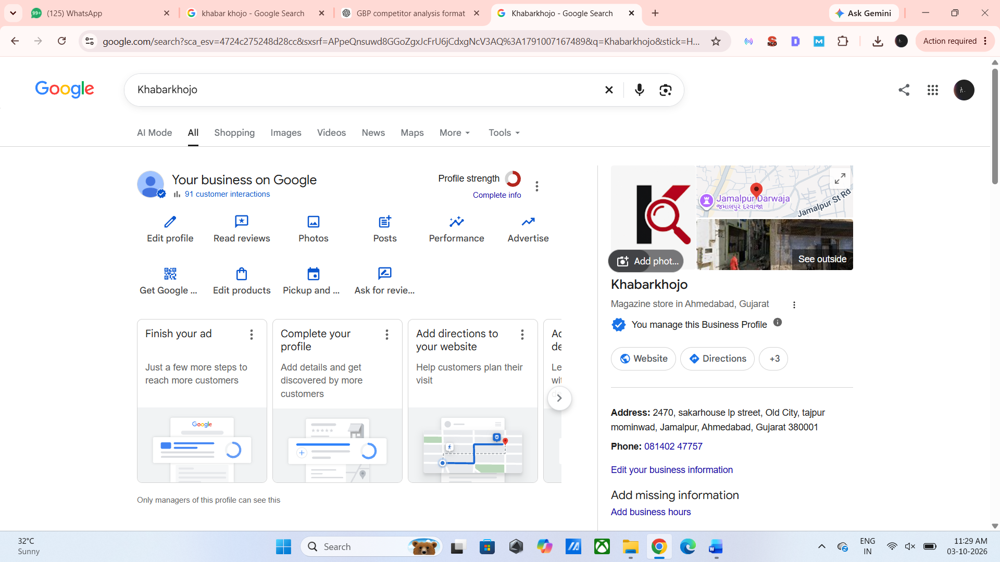 (125) WhatsApp
khabar khojo - Google Search
GBP competitor analysis format
Khabarkhojo - Google Search
Ask Gemini
google.com/search?sca_esv=4724c275248d28cc&sxsrf=APpeQnsuwd8GGoZgxJcFrU6jCdxgNcV3AQ%3A1791007167489&q=Khabarkhojo&stick=H...
Action required
Google
Khabarkhojo
AI Mode
All
Shopping
Images
Videos
News
Maps
More
Tools
Your business on Google
91 customer interactions
Profile strength
Complete info
Edit profile
Read reviews
Photos
Posts
Performance
Advertise
Get Google ...
Edit products
Pickup and ...
Ask for revie...
Finish your ad
Just a few more steps to
reach more customers
Google
Complete your
profile
Add details and get
discovered by more
customers
Add directions to
your website
Help customers plan their
visit
Only managers of this profile can see this
Jamalpur Darwaja
જમાલપુર દરવાજા
Jamalpur St Rd
Add phot...
See outside
Khabarkhojo
Magazine store in Ahmedabad, Gujarat
You manage this Business Profile
Website
Directions
+3
Address: 2470, sakarhouse lp street, Old City, tajpur
mominwad, Jamalpur, Ahmedabad, Gujarat 380001
Phone: 081402 47757
Edit your business information
Add missing information
Add business hours
32°C
Sunny
Search
ENG
IN
11:29 AM
03-10-2026